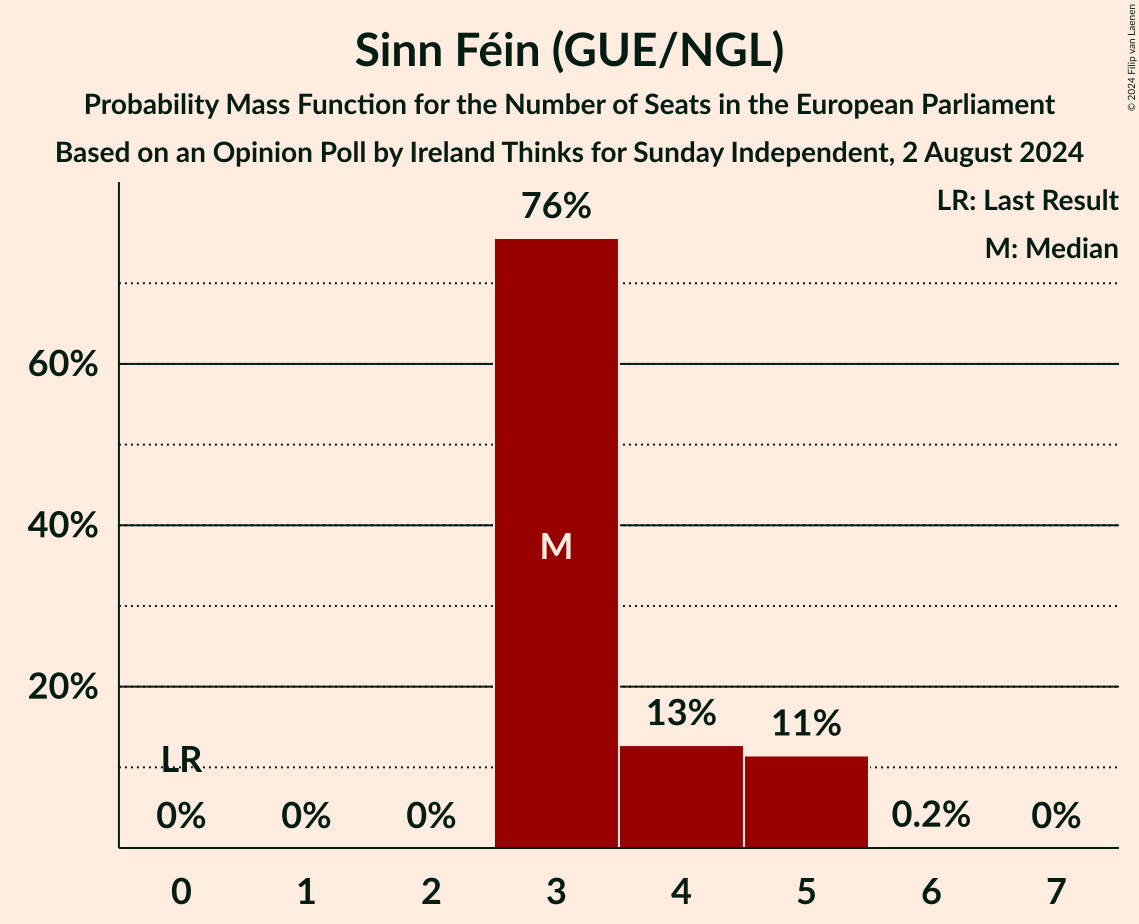 Sinn Féin (GUE/NGL)
Probability Mass Function for the Number of Seats in the European Parliament
Based on an Opinion Poll by Ireland Thinks for Sunday Independent, 2 August 2024
© 2024 Filip van Laenen
LR: Last Result
M: Median
76%
60%
40%
20%
M
LR
0%
0%
0%
13%
11%
0.2%
0%
0 1 2 3 4 5 6 7